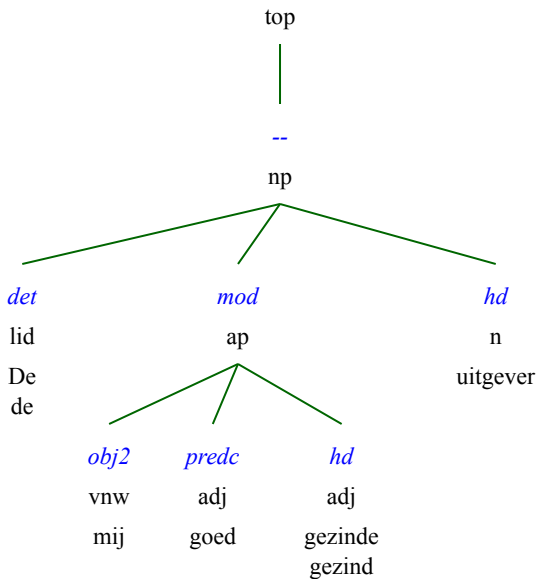 top
--
np
det mod hd
lid ap n
De uitgever
de
obj2 predc hd
vnw adj adj
mij goed gezinde
gezind